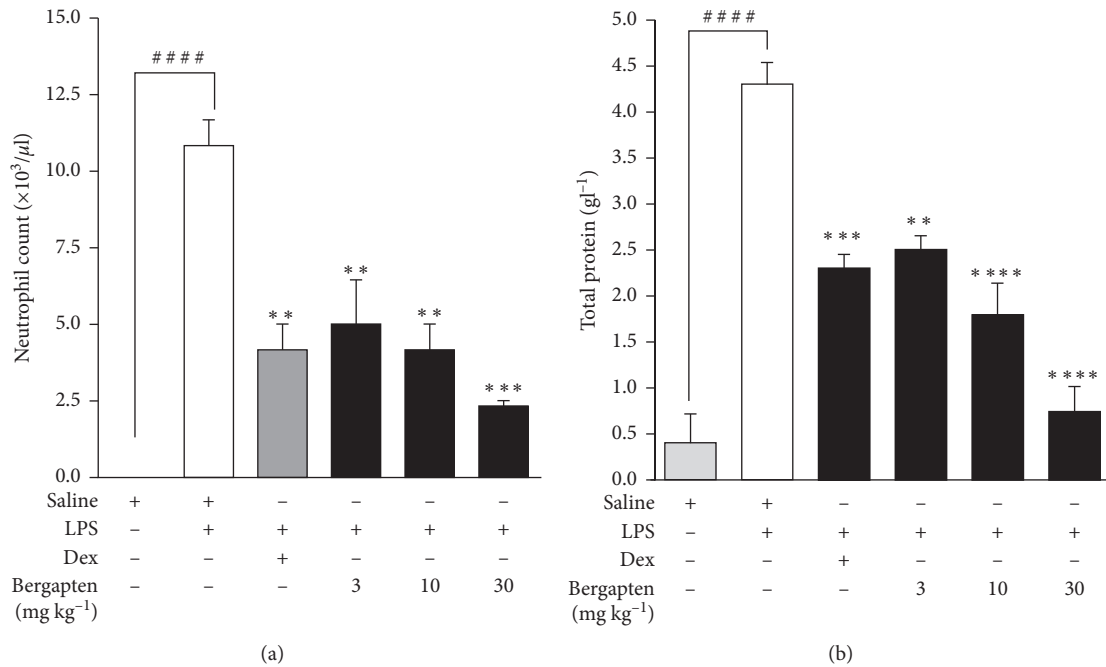 15.0
12.5
10.0
7.5
5.0
2.5
0.0
Neutrophil count (×10³/µl)
####
**
**
**
***
Saline + + – – – –
LPS – + + + + +
Dex – – + – – –
Bergapten – – – 3 10 30
(mg kg⁻¹)
(a)
5.0
4.5
4.0
3.5
3.0
2.5
2.0
1.5
1.0
0.5
0.0
Total protein (gl⁻¹)
####
***
**
****
****
Saline + + – – – –
LPS – + + + + +
Dex – – + – – –
Bergapten – – – 3 10 30
(mg kg⁻¹)
(b)